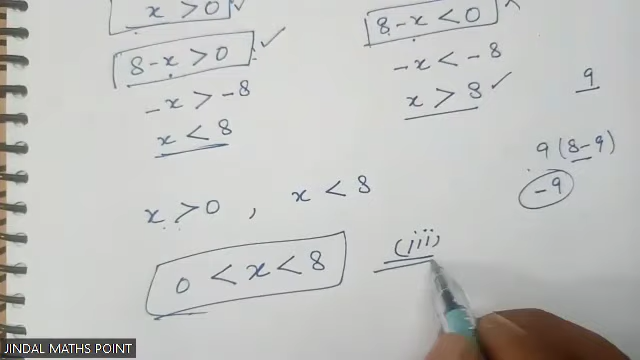 x > 0 ✓
8 - x > 0 ✓
-x > -8
x < 8
8 - x < 0
-x < -8
x > 8 ✓
9
9 (8-9)
-9
x > 0 , x < 8
0 < x < 8 (iii)
JINDAL MATHS POINT